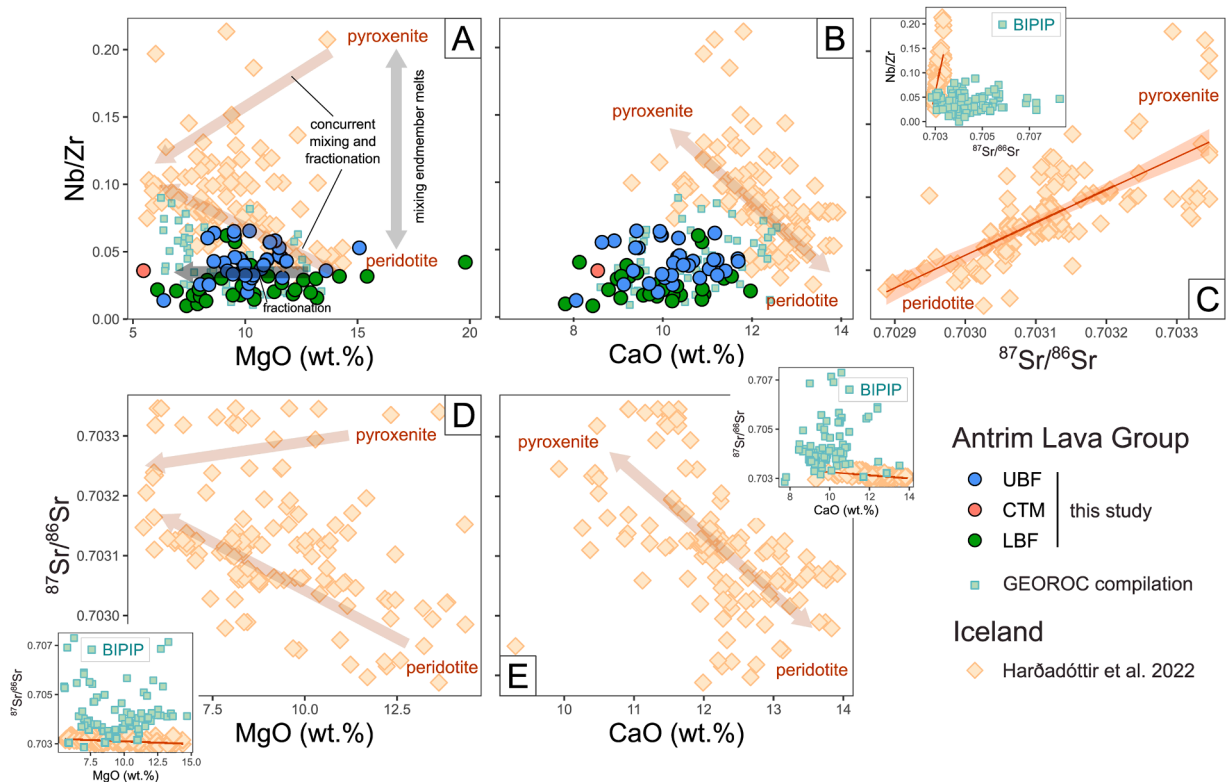 A
pyroxenite
concurrent
mixing and
fractionation
mixing endmember melts
peridotite
fractionation
Nb/Zr
0.20
0.15
0.10
0.05
0.00
5
10
15
20
MgO (wt.%)
B
pyroxenite
peridotite
8
10
12
14
CaO (wt.%)
C
BIPIP
Nb/Zr
0.20
0.15
0.10
0.05
0.00
0.703
0.705
0.707
87Sr/86Sr
pyroxenite
peridotite
0.7029
0.7030
0.7031
0.7032
0.7033
87Sr/86Sr
D
pyroxenite
peridotite
87Sr/86Sr
0.7033
0.7032
0.7031
0.7030
7.5
10.0
12.5
MgO (wt.%)
BIPIP
87Sr/86Sr
0.707
0.705
0.703
7.5
10.0
12.5
15.0
MgO (wt.%)
E
pyroxenite
peridotite
10
11
12
13
14
CaO (wt.%)
BIPIP
87Sr/86Sr
0.707
0.705
0.703
8
10
12
14
CaO (wt.%)
Antrim Lava Group
UBF
CTM
this study
LBF
GEOROC compilation
Iceland
Harðadóttir et al. 2022